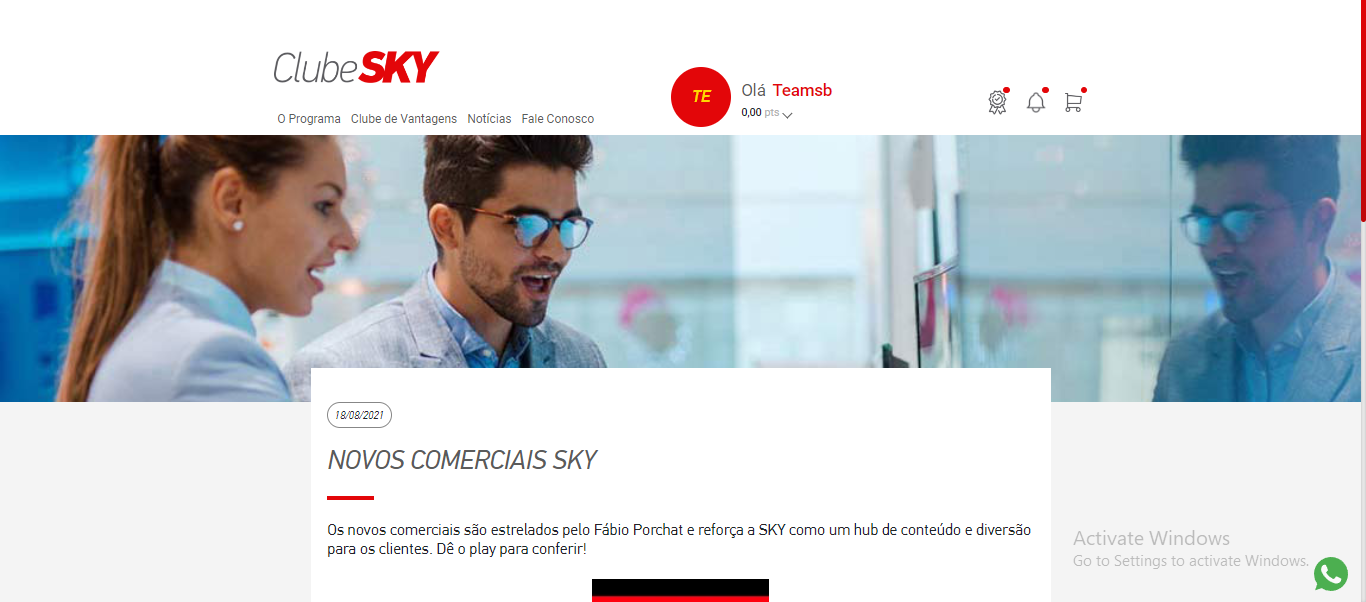 Clube SKY
TE
Olá Teamsb
0,00 pts
O Programa Clube de Vantagens Notícias Fale Conosco
18/08/2021
NOVOS COMERCIAIS SKY
Os novos comerciais são estrelados pelo Fábio Porchat e reforça a SKY como um hub de conteúdo e diversão
para os clientes. Dê o play para conferir!
Activate Windows
Go to Settings to activate Windows.